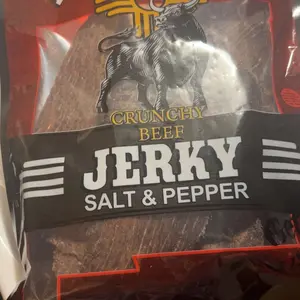 CRUNCHY
BEEF
JERKY
SALT & PEPPER